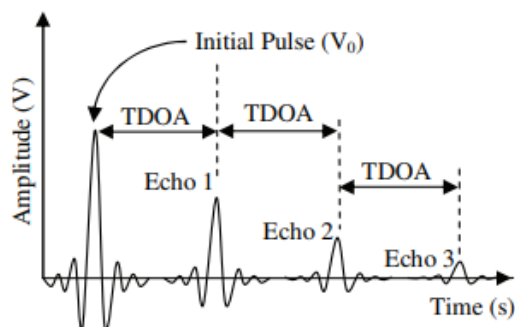 Initial Pulse (V₀)
Amplitude (V)
TDOA
TDOA
TDOA
Echo 1
Echo 2
Echo 3
Time (s)